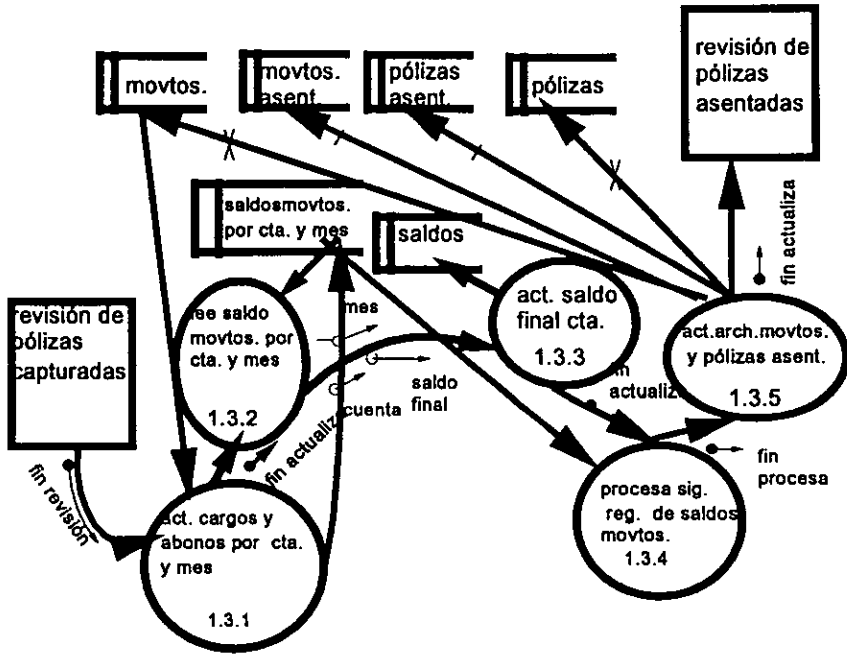 movtos.
movtos.
asent.
pólizas
asent.
pólizas
revisión de
pólizas
asentadas
saldosmovtos.
por cta. y mes
saldos
fin actualiza
revisión de
pólizas
capturadas
lee saldo
movtos. por
cta. y mes
1.3.2
mes
cuenta
saldo
final
act. saldo
final cta.
1.3.3
fin
actualiza
act.arch.movtos.
y pólizas asent.
1.3.5
fin revisión
fin actualiza
act. cargos y
abonos por cta.
y mes
1.3.1
procesa sig.
reg. de saldos
movtos.
1.3.4
fin
procesa